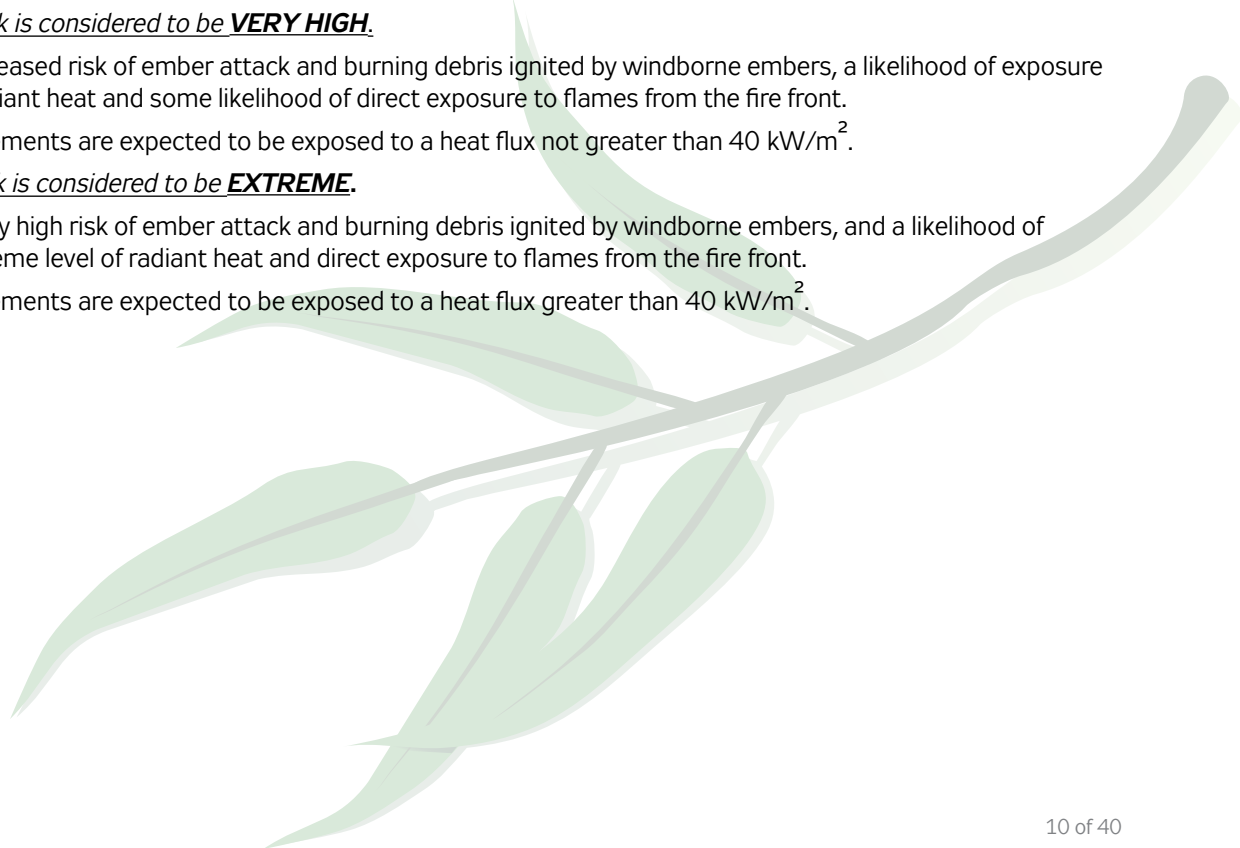 k is considered to be VERY HIGH.
eased risk of ember attack and burning debris ignited by windborne embers, a likelihood of exposure
iant heat and some likelihood of direct exposure to flames from the fire front.
ments are expected to be exposed to a heat flux not greater than 40 kW/m².
k is considered to be EXTREME.
y high risk of ember attack and burning debris ignited by windborne embers, and a likelihood of
eme level of radiant heat and direct exposure to flames from the fire front.
ments are expected to be exposed to a heat flux greater than 40 kW/m².
10 of 40